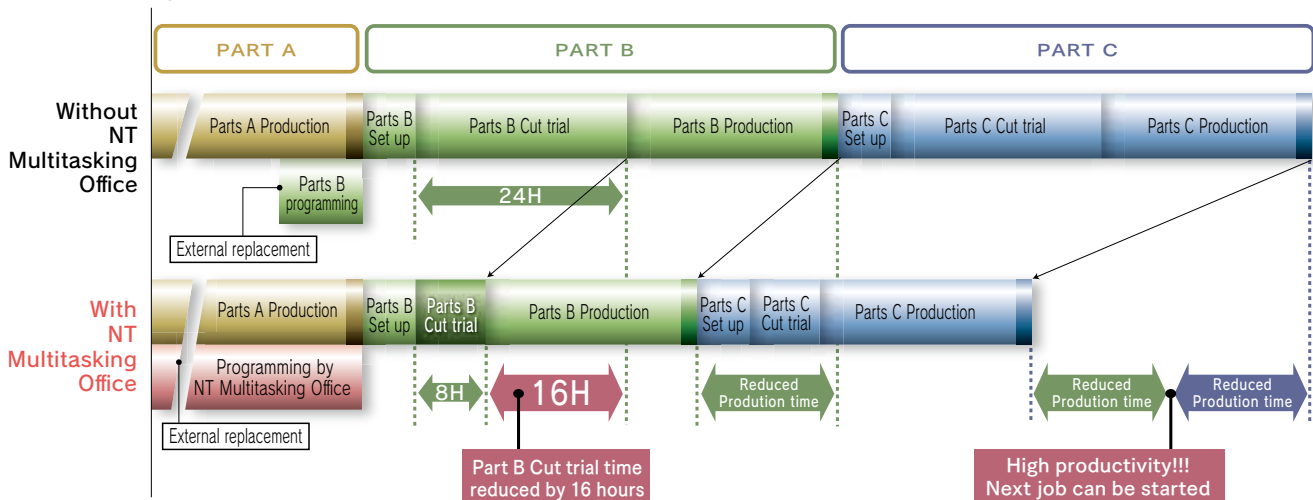 PART A
PART B
PART C
Without
NT
Multitasking
Office
Parts A Production
Parts B
Set up
Parts B Cut trial
Parts B Production
Parts C
Set up
Parts C Cut trial
Parts C Production
Parts B
programming
24H
External replacement
With
NT
Multitasking
Office
Parts A Production
Parts B
Set up
Parts B
Cut trial
Parts B Production
Parts C
Set up
Parts C
Cut trial
Parts C Production
Programming by
NT Multitasking Office
8H
16H
Reduced
Prodution time
Reduced
Prodution time
Reduced
Prodution time
External replacement
Part B Cut trial time
reduced by 16 hours
High productivity!!!
Next job can be started